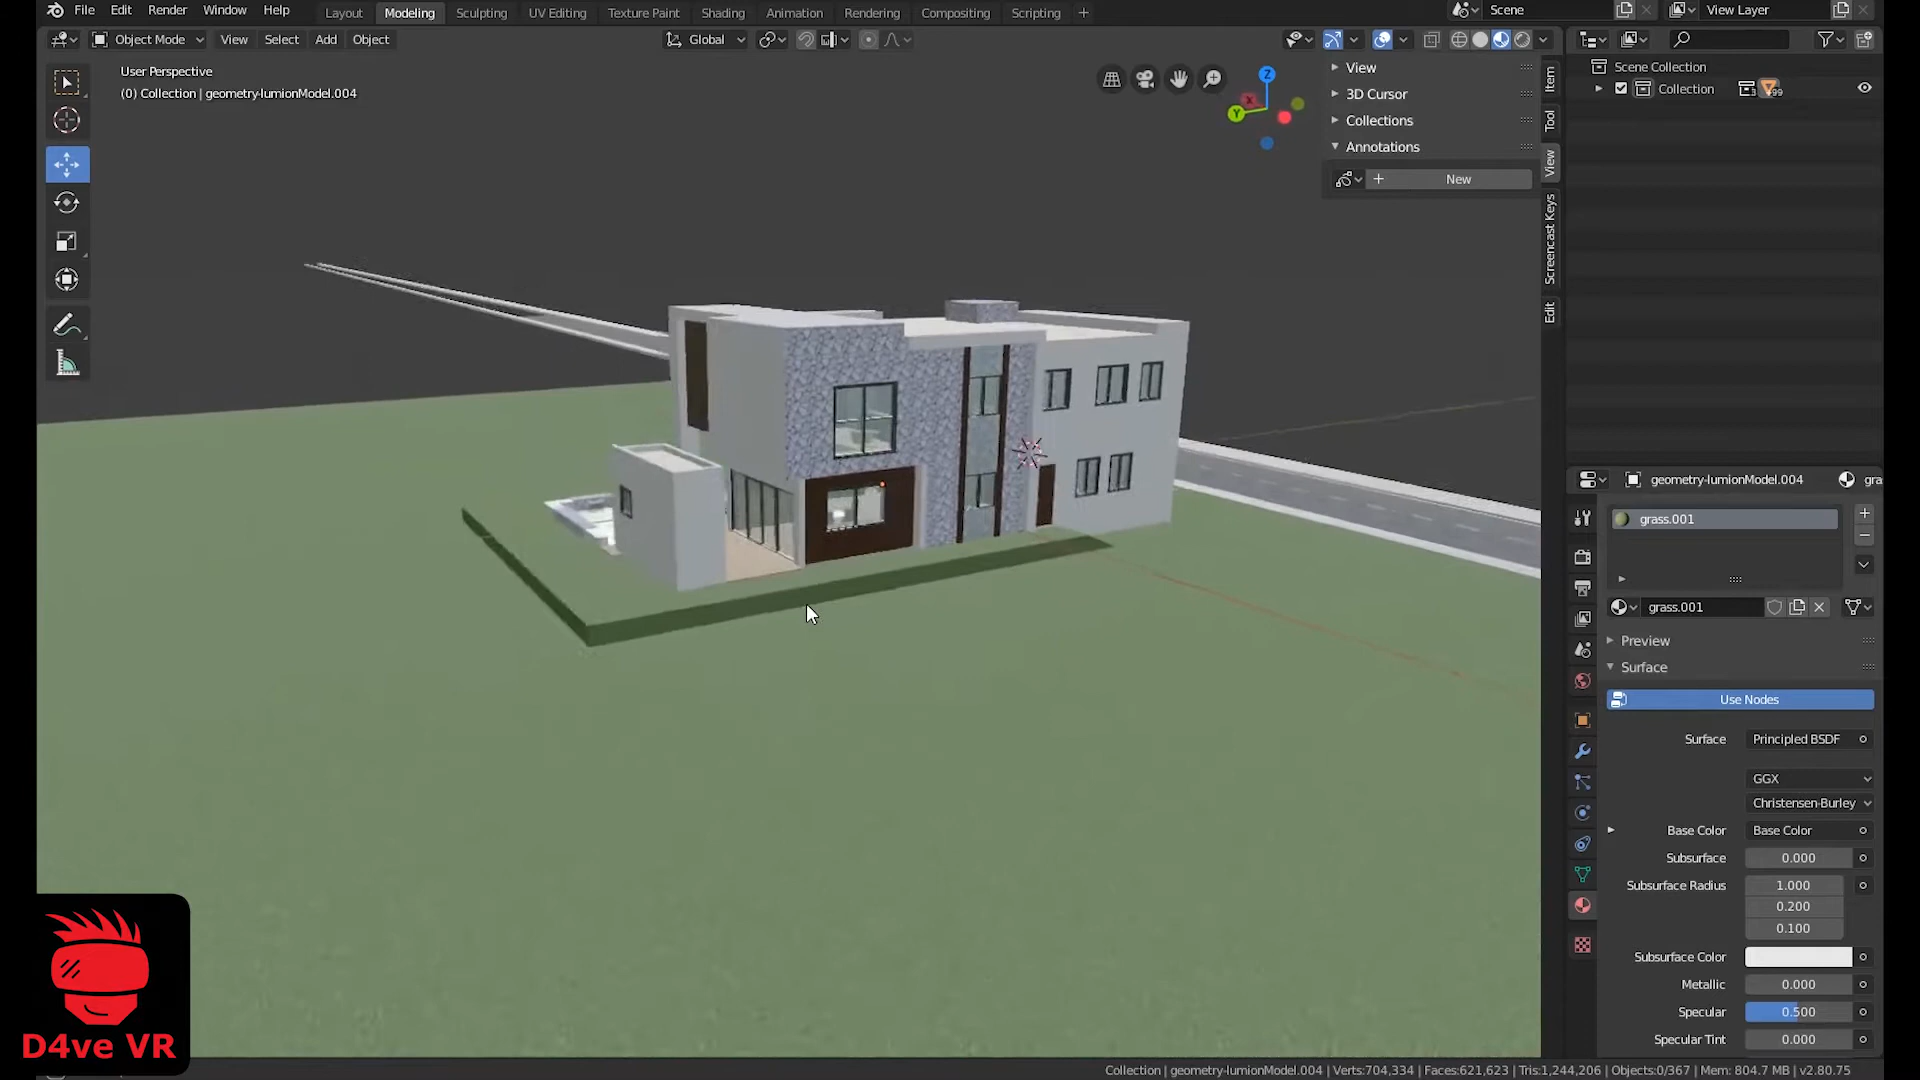 File Edit Render Window Help Layout Modeling Sculpting UV Editing Texture Paint Shading Animation Rendering Compositing Scripting + Scene View Layer
Object Mode View Select Add Object Global
User Perspective
(0) Collection | geometry-lumionModel.004
Z
X
Y
View
3D Cursor
Collections
Annotations
+ New
Item
Tool
View
Screencast Keys
Edit
Scene Collection
Collection 3 99
geometry-lumionModel.004 gra
grass.001
grass.001
Preview
Surface
Use Nodes
Surface Principled BSDF
GGX
Christensen-Burley
Base Color Base Color
Subsurface 0.000
Subsurface Radius 1.000
0.200
0.100
Subsurface Color
Metallic 0.000
Specular 0.500
Specular Tint 0.000
D4ve VR
Collection | geometry-lumionModel.004 | Verts:704,334 | Faces:621,623 | Tris:1,244,206 | Objects:0/367 | Mem: 804.7 MB | v2.80.75